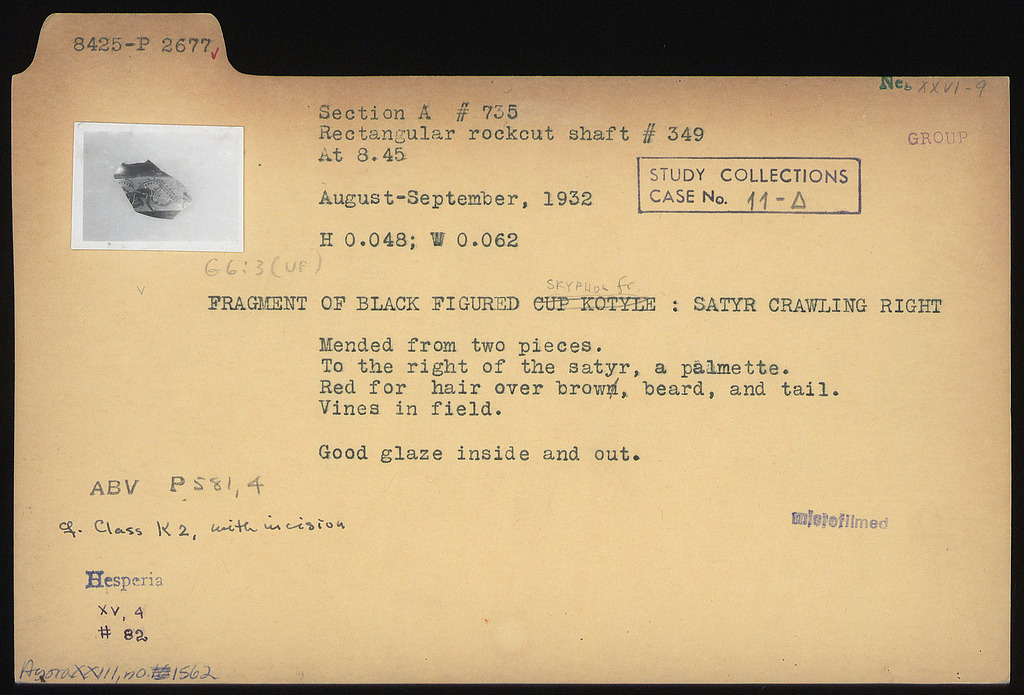 8425-P 2677
Neg XXVI-9
Section A # 735
Rectangular rockcut shaft # 349
At 8.45
GROUP
STUDY COLLECTIONS
CASE No. 11-Δ
August-September, 1932
H 0.048; W 0.062
G6:3 (UF)
SKYPHOS fr.
FRAGMENT OF BLACK FIGURED CUP KOTYLE : SATYR CRAWLING RIGHT
Mended from two pieces.
To the right of the satyr, a palmette.
Red for hair over brow, beard, and tail.
Vines in field.
Good glaze inside and out.
ABV P 581, 4
cf. Class K 2, with incision
microfilmed
Hesperia
XV, 4
# 82
Agora XXIII, no. 1562